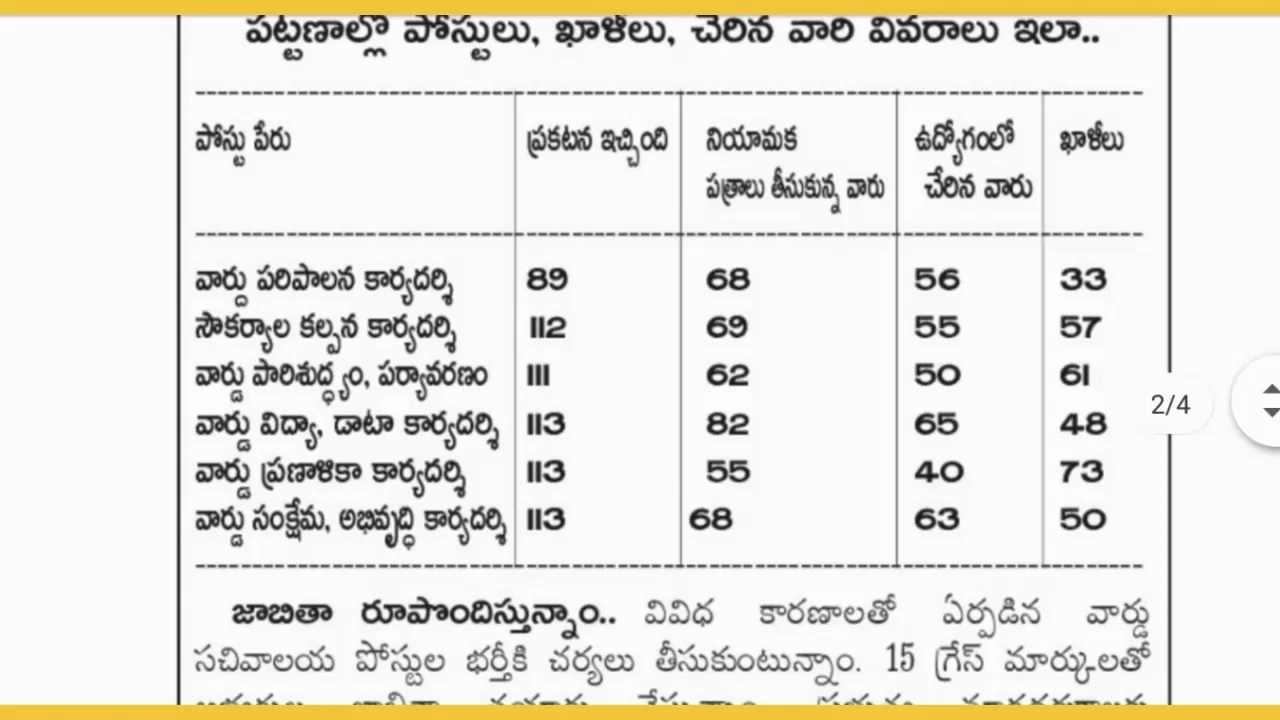 పట్టణాల్లో పోస్టులు, ఖాళీలు, చేరిన వారి వివరాలు ఇలా..
పోస్టు పేరు ప్రకటన ఇచ్చింది నియామక పత్రాలు తీసుకున్న వారు ఉద్యోగంలో చేరిన వారు ఖాళీలు
వార్డు పరిపాలన కార్యదర్శి 89 68 56 33
సౌకర్యాల కల్పన కార్యదర్శి 112 69 55 57
వార్డు పారిశుద్ధ్యం, పర్యావరణం 111 62 50 61
వార్డు విద్యా, డాటా కార్యదర్శి 113 82 65 48
వార్డు ప్రణాళికా కార్యదర్శి 113 55 40 73
వార్డు సంక్షేమ, అభివృద్ధి కార్యదర్శి 113 68 63 50
2/4
జాబితా రూపొందిస్తున్నాం.. వివిధ కారణాలతో ఏర్పడిన వార్డు
సచివాలయ పోస్టుల భర్తీకి చర్యలు తీసుకుంటున్నాం. 15 గ్రేస్ మార్కులతో